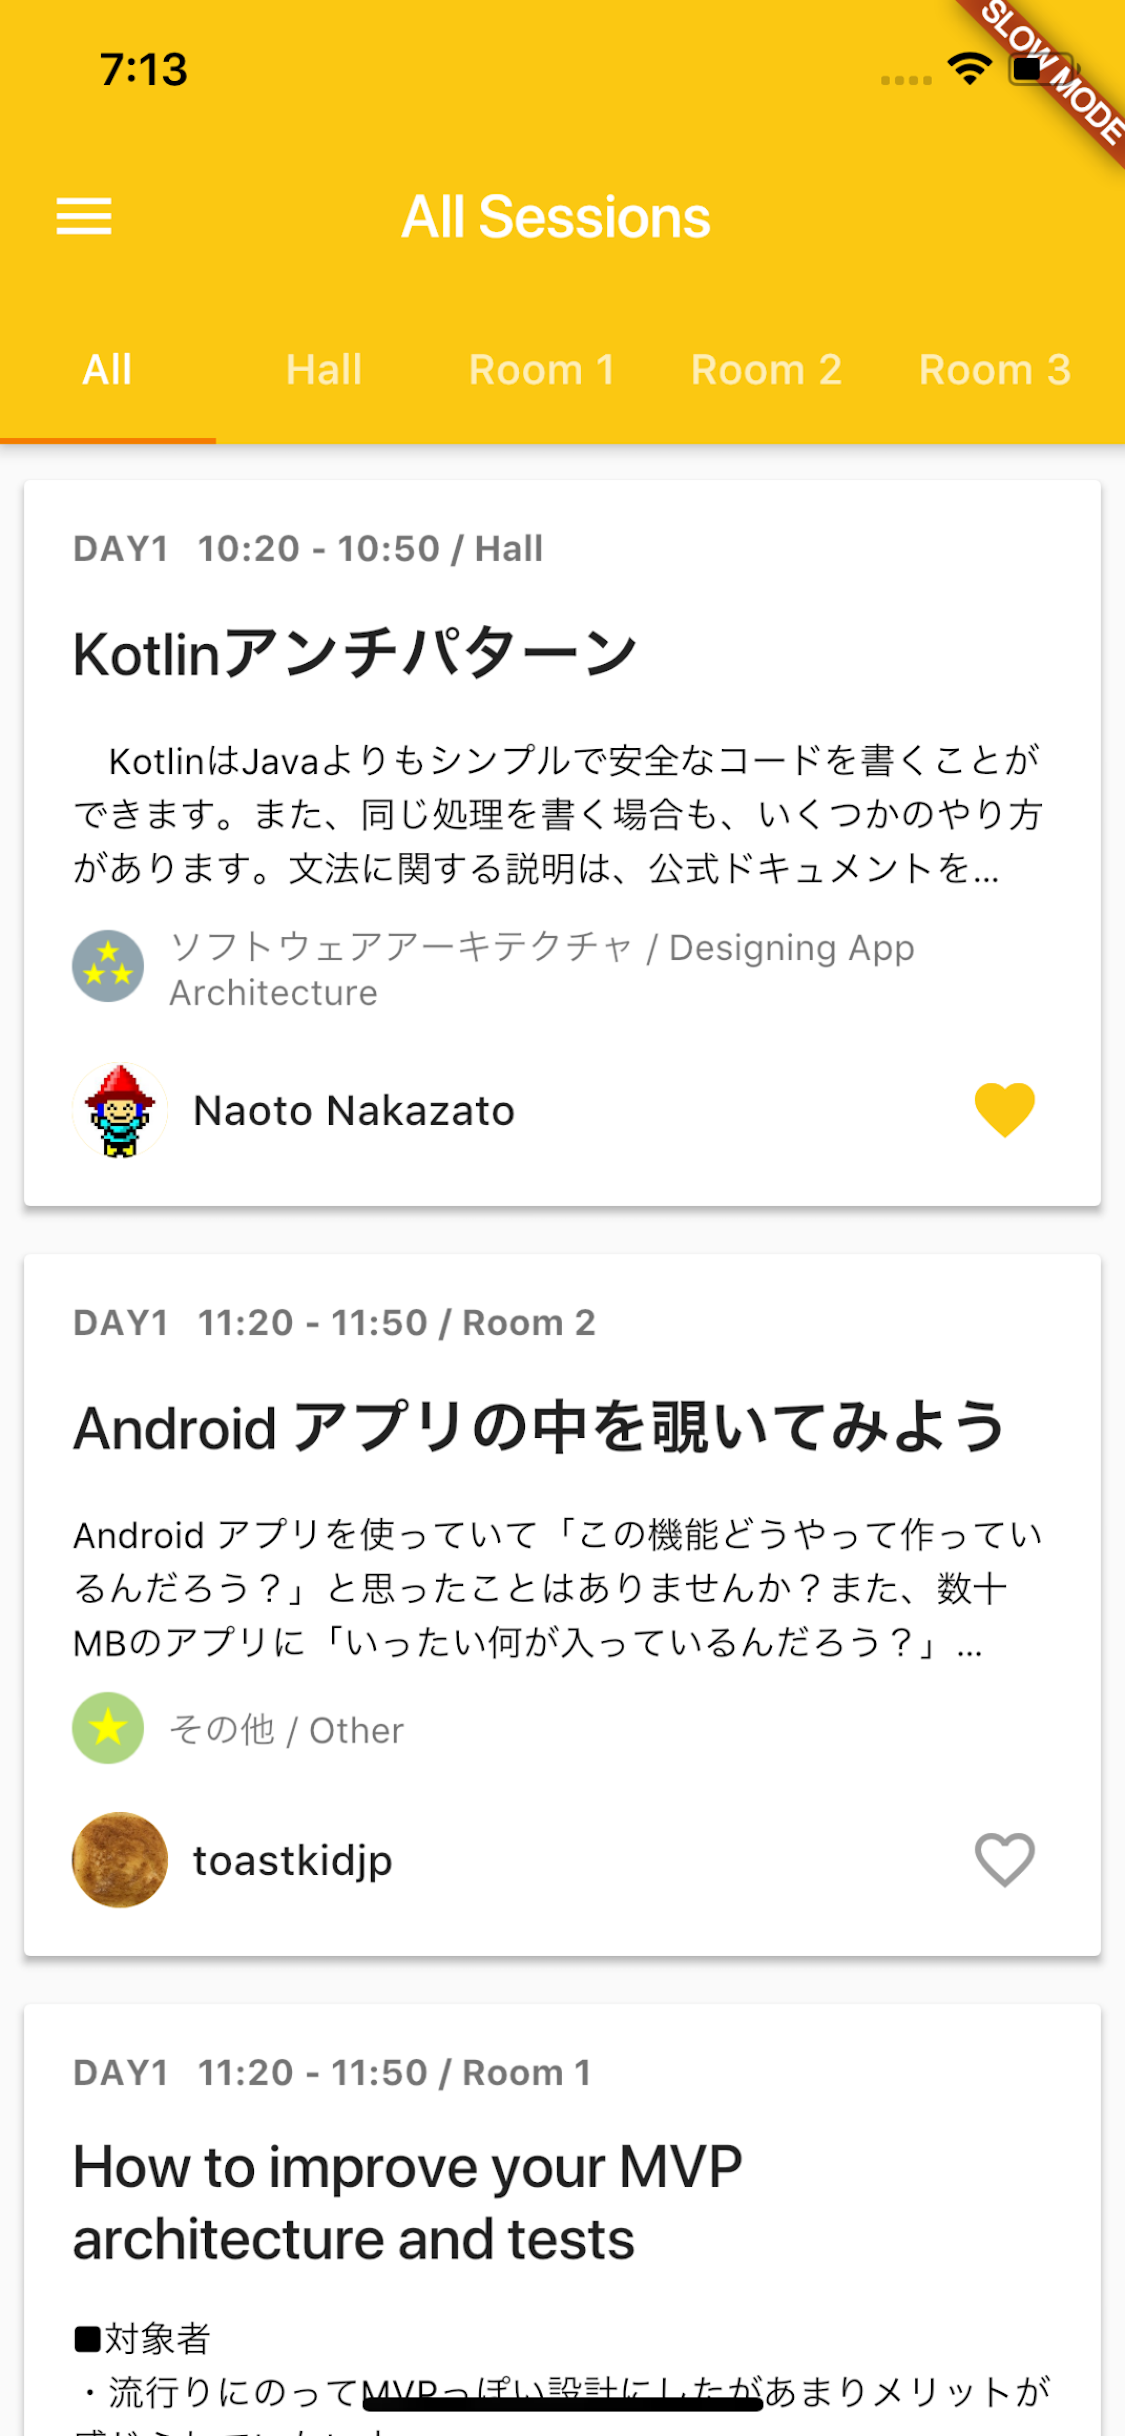 7:13
SLOW MODE
All Sessions
All Hall Room 1 Room 2 Room 3
DAY1 10:20 - 10:50 / Hall
Kotlinアンチパターン
　KotlinはJavaよりもシンプルで安全なコードを書くことが
できます。また、同じ処理を書く場合も、いくつかのやり方
があります。文法に関する説明は、公式ドキュメントを...
ソフトウェアアーキテクチャ / Designing App
Architecture
Naoto Nakazato
DAY1 11:20 - 11:50 / Room 2
Android アプリの中を覗いてみよう
Android アプリを使っていて「この機能どうやって作ってい
るんだろう？」と思ったことはありませんか？また、数十
MBのアプリに「いったい何が入っているんだろう？」...
その他 / Other
toastkidjp
DAY1 11:20 - 11:50 / Room 1
How to improve your MVP
architecture and tests
■対象者
・流行りにのってMVPっぽい設計にしたがあまりメリットが